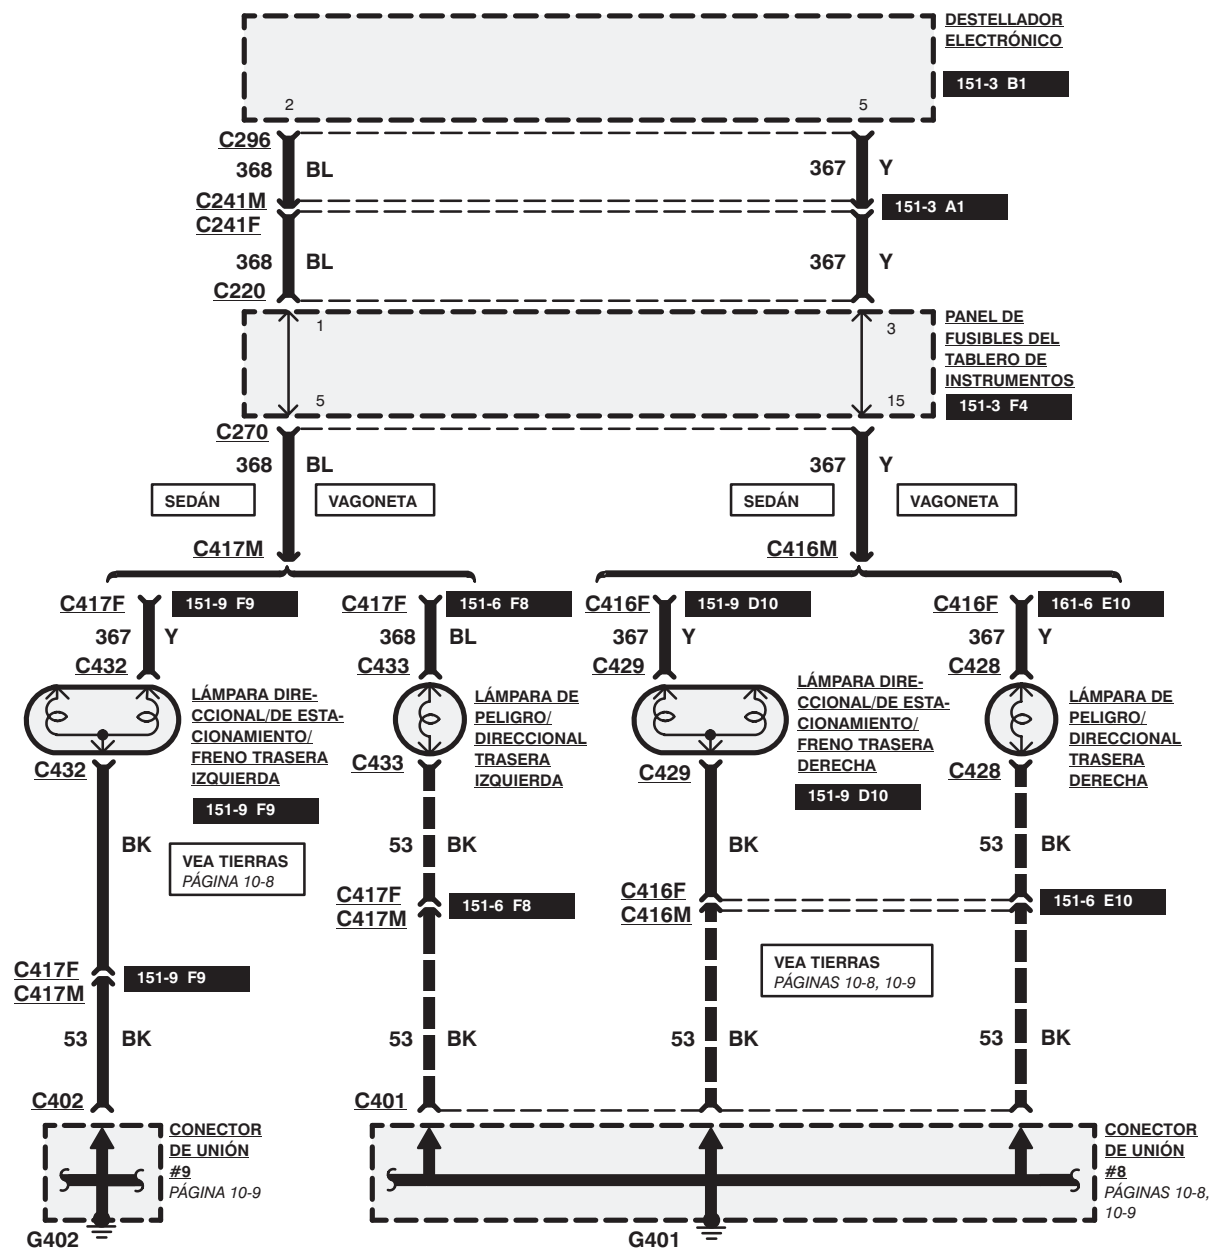 DESTELLADOR
ELECTRÓNICO
151-3 B1
2
5
C296
368
BL
367
Y
C241M
151-3 A1
C241F
368
BL
367
Y
C220
1
3
PANEL DE
FUSIBLES DEL
TABLERO DE
INSTRUMENTOS
5
15
151-3 F4
C270
368
BL
367
Y
SEDÁN
VAGONETA
SEDÁN
VAGONETA
C417M
C416M
C417F
151-9 F9
C417F
151-6 F8
C416F
151-9 D10
C416F
161-6 E10
367
Y
368
BL
367
Y
367
Y
C432
C433
C429
C428
LÁMPARA DIRE-
CCIONAL/DE ESTA-
CIONAMIENTO/
FRENO TRASERA
IZQUIERDA
151-9 F9
LÁMPARA DE
PELIGRO/
DIRECCIONAL
TRASERA
IZQUIERDA
LÁMPARA DIRE-
CCIONAL/DE ESTA-
CIONAMIENTO/
FRENO TRASERA
DERECHA
151-9 D10
LÁMPARA DE
PELIGRO/
DIRECCIONAL
TRASERA
DERECHA
C432
C433
C429
C428
BK
53
BK
BK
53
BK
VEA TIERRAS
PÁGINA 10-8
C417F
C417M
151-6 F8
C416F
C416M
151-6 E10
C417F
C417M
151-9 F9
VEA TIERRAS
PÁGINAS 10-8, 10-9
53
BK
53
BK
53
BK
53
BK
C402
C401
CONECTOR
DE UNIÓN
#9
PÁGINA 10-9
CONECTOR
DE UNIÓN
#8
PÁGINAS 10-8,
10-9
G402
G401